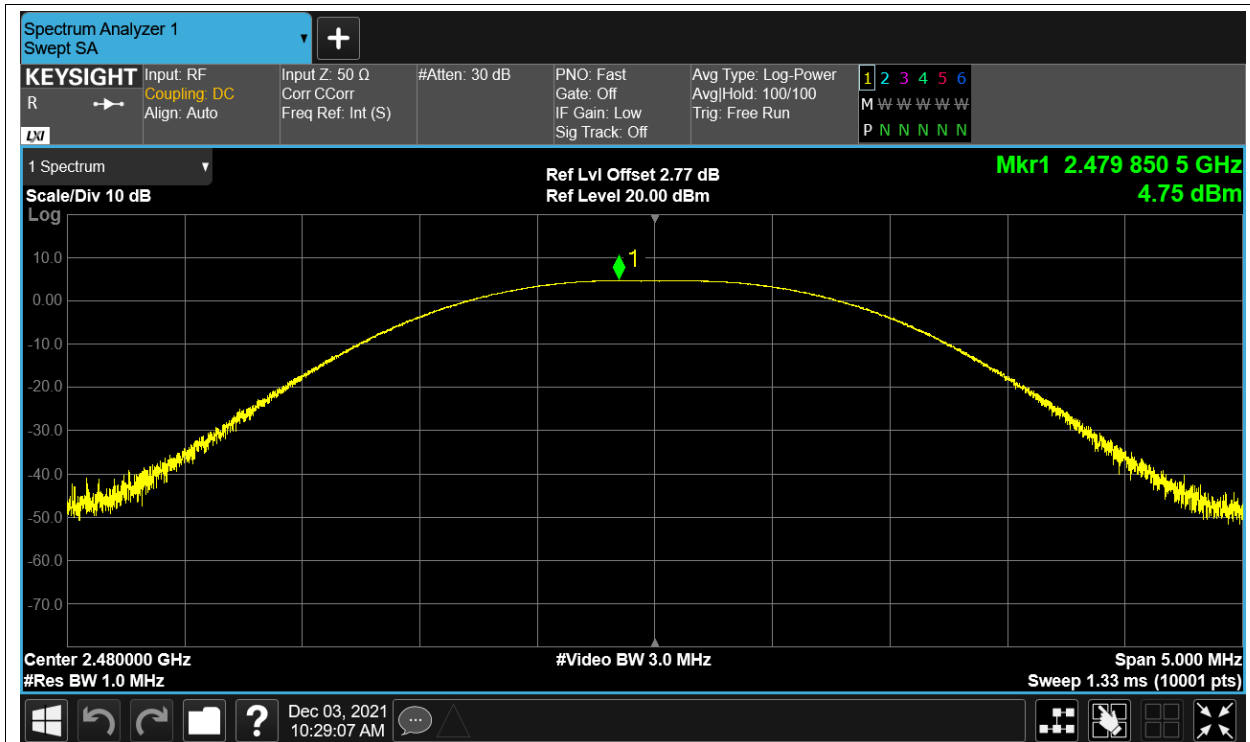 Spectrum Analyzer 1
Swept SA
+
KEYSIGHT
R
LXI
Input: RF
Coupling: DC
Align: Auto
Input Z: 50 Ω
Corr CCorr
Freq Ref: Int (S)
#Atten: 30 dB
PNO: Fast
Gate: Off
IF Gain: Low
Sig Track: Off
Avg Type: Log-Power
Avg|Hold: 100/100
Trig: Free Run
1 2 3 4 5 6
M W W W W W W
P N N N N N N
1 Spectrum
Scale/Div 10 dB
Log
Ref Lvl Offset 2.77 dB
Ref Level 20.00 dBm
Mkr1 2.479 850 5 GHz
4.75 dBm
1
10.0
0.00
-10.0
-20.0
-30.0
-40.0
-50.0
-60.0
-70.0
Center 2.480000 GHz
#Res BW 1.0 MHz
#Video BW 3.0 MHz
Span 5.000 MHz
Sweep 1.33 ms (10001 pts)
?
Dec 03, 2021
10:29:07 AM